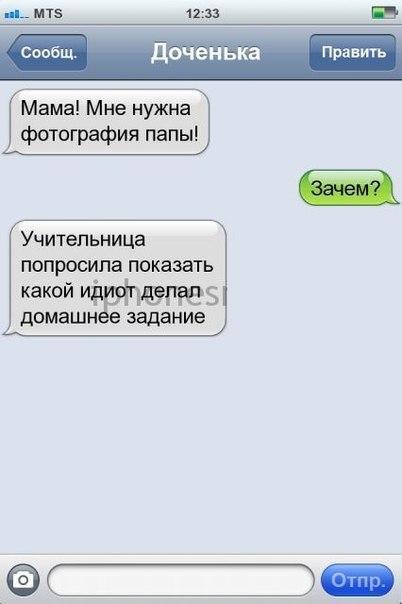 MTS 12:33
Сообщ. Доченька Править
Мама! Мне нужна
фотография папы!
Зачем?
Учительница
попросила показать
какой идиот делал
домашнее задание
Отпр.